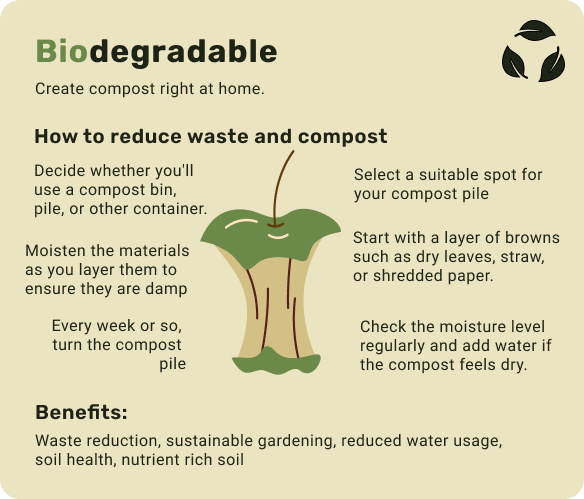 Biodegradable
Create compost right at home.
How to reduce waste and compost
Decide whether you'll
use a compost bin,
pile, or other container.
Select a suitable spot for
your compost pile
Moisten the materials
as you layer them to
ensure they are damp
Start with a layer of browns
such as dry leaves, straw,
or shredded paper.
Every week or so,
turn the compost
pile
Check the moisture level
regularly and add water if
the compost feels dry.
Benefits:
Waste reduction, sustainable gardening, reduced water usage,
soil health, nutrient rich soil